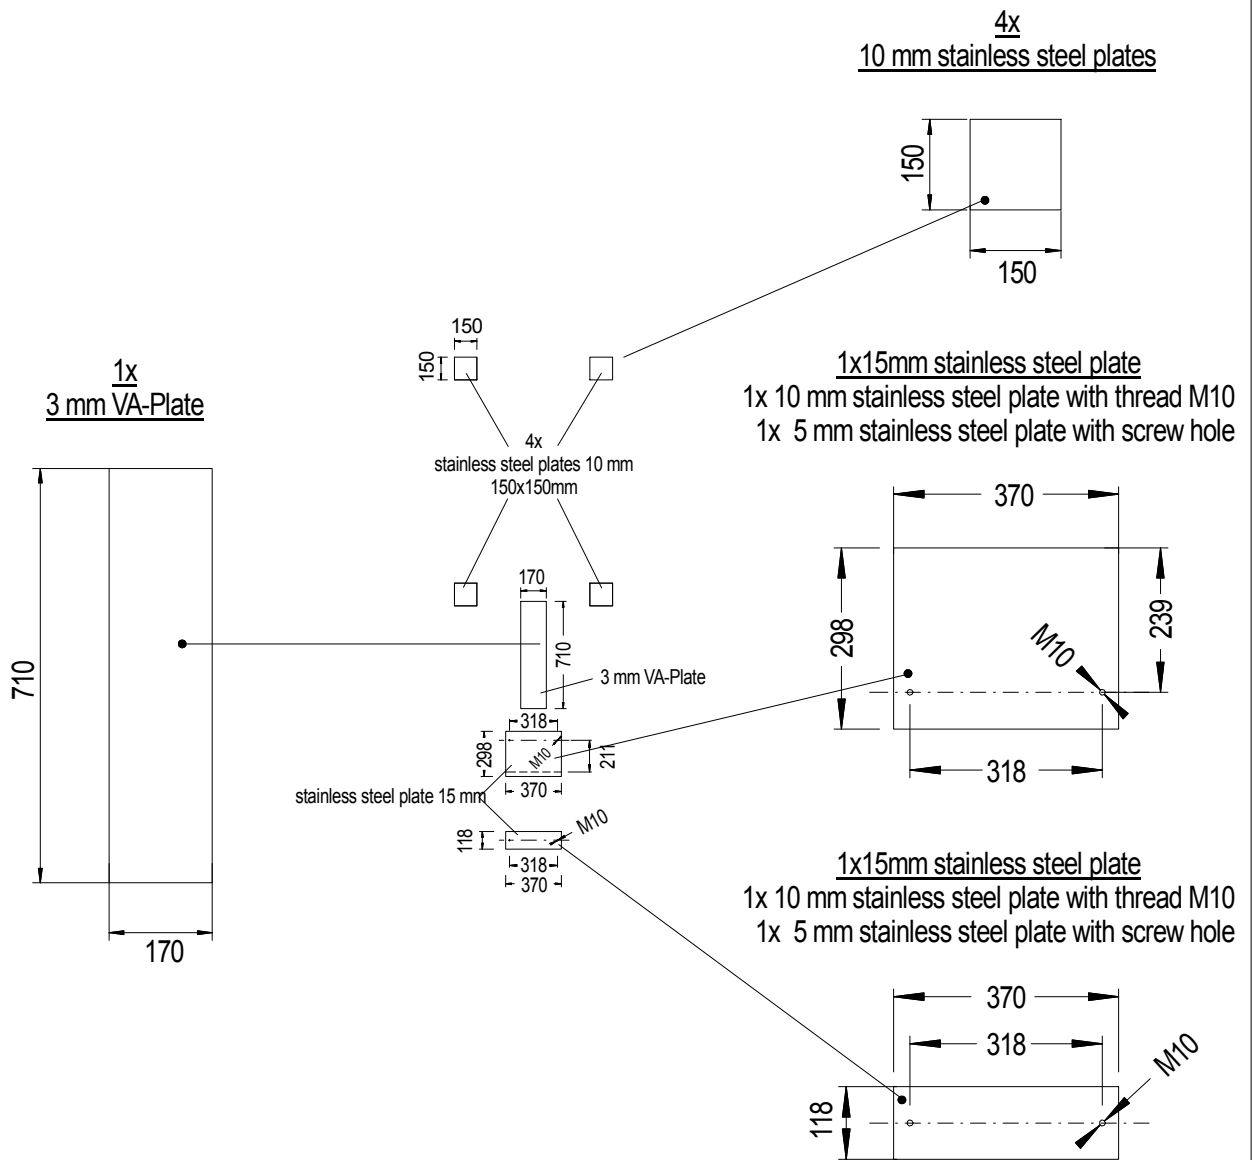 4x
10 mm stainless steel plates
150
150
150
150
1x
3 mm VA-Plate
4x
stainless steel plates 10 mm
150x150mm
1x15mm stainless steel plate
1x 10 mm stainless steel plate with thread M10
1x 5 mm stainless steel plate with screw hole
370
298
239
M10
318
710
170
170
710
3 mm VA-Plate
318
298
M10
211
370
stainless steel plate 15 mm
118
M10
318
370
1x15mm stainless steel plate
1x 10 mm stainless steel plate with thread M10
1x 5 mm stainless steel plate with screw hole
370
318
M10
118